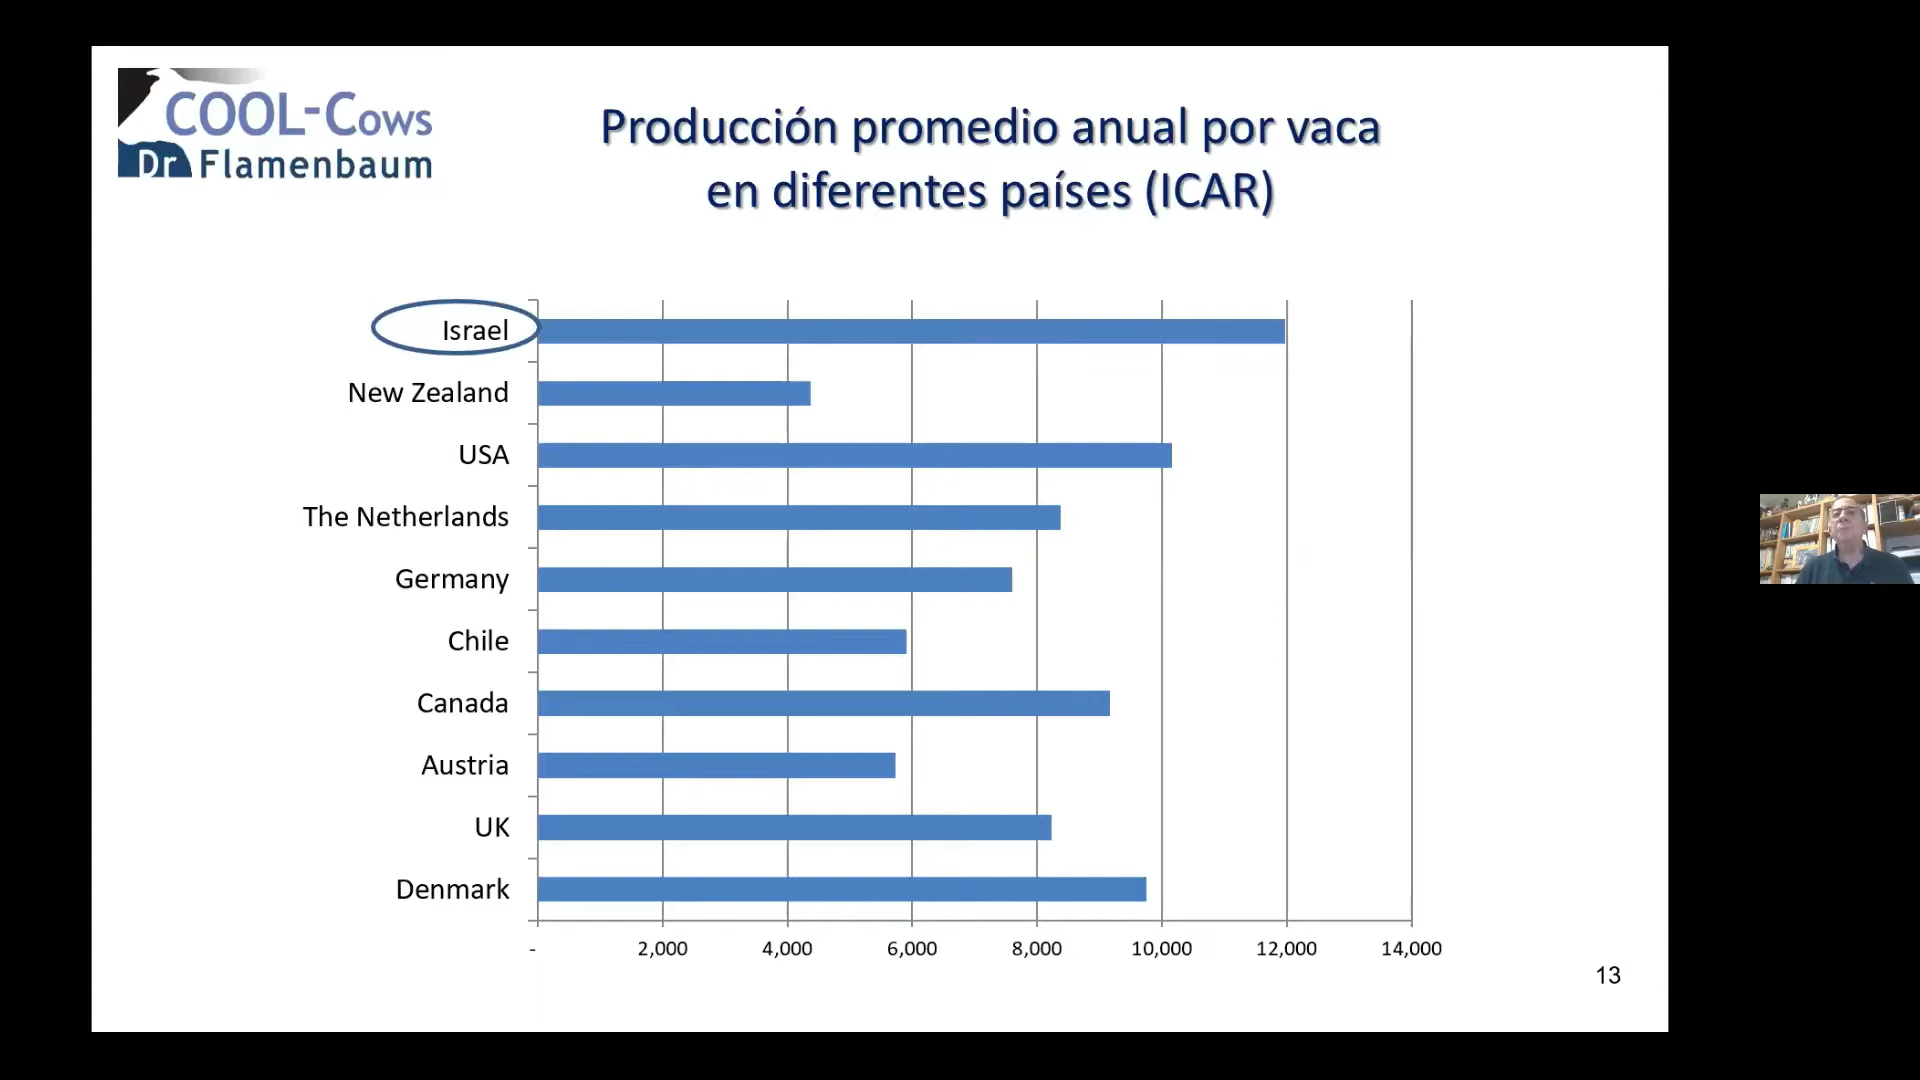 COOL-Cows
Dr Flamenbaum
Producción promedio anual por vaca
en diferentes países (ICAR)
Israel
New Zealand
USA
The Netherlands
Germany
Chile
Canada
Austria
UK
Denmark
- 2,000 4,000 6,000 8,000 10,000 12,000 14,000
13